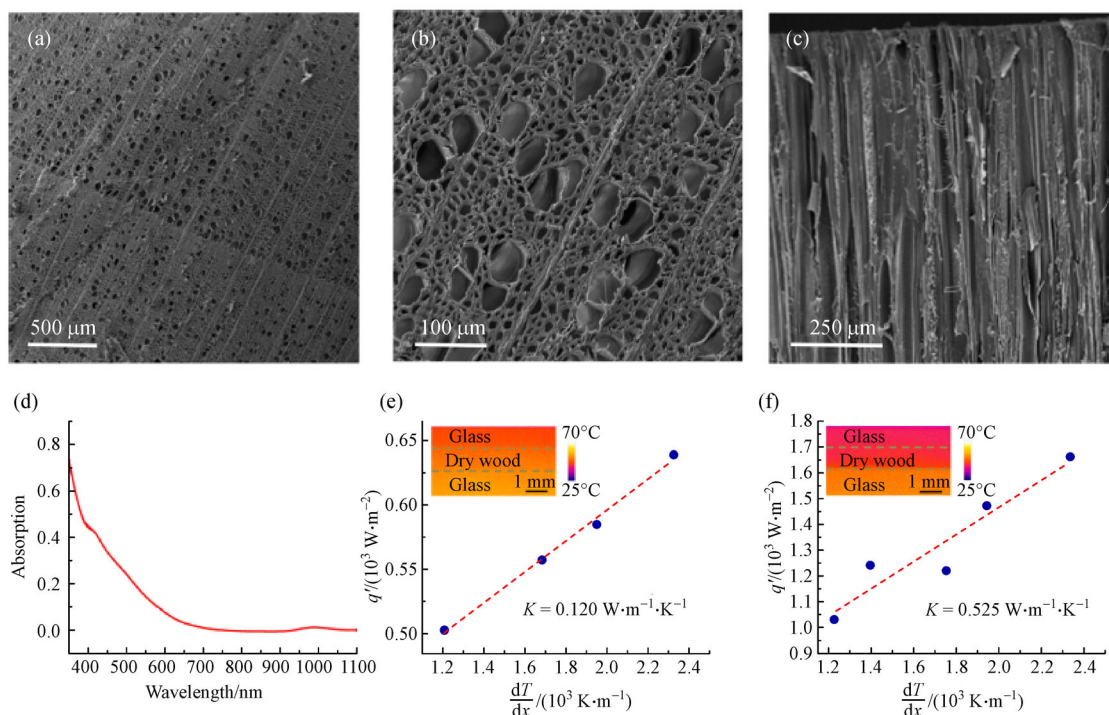 (a)
500 μm
(b)
100 μm
(c)
250 μm
(d)
0.8
0.6
0.4
0.2
0.0
Absorption
400 500 600 700 800 900 1000 1100
Wavelength/nm
(e)
0.65
0.60
0.55
0.50
q′/(10³ W·m⁻²)
Glass
Dry wood
Glass
1 mm
70°C
25°C
K = 0.120 W·m⁻¹·K⁻¹
1.2 1.4 1.6 1.8 2.0 2.2 2.4
dT/dx /(10³ K·m⁻¹)
(f)
1.8
1.7
1.6
1.5
1.4
1.3
1.2
1.1
1.0
0.9
q′/(10³ W·m⁻²)
Glass
Dry wood
Glass
1 mm
70°C
25°C
K = 0.525 W·m⁻¹·K⁻¹
1.2 1.4 1.6 1.8 2.0 2.2 2.4
dT/dx /(10³ K·m⁻¹)